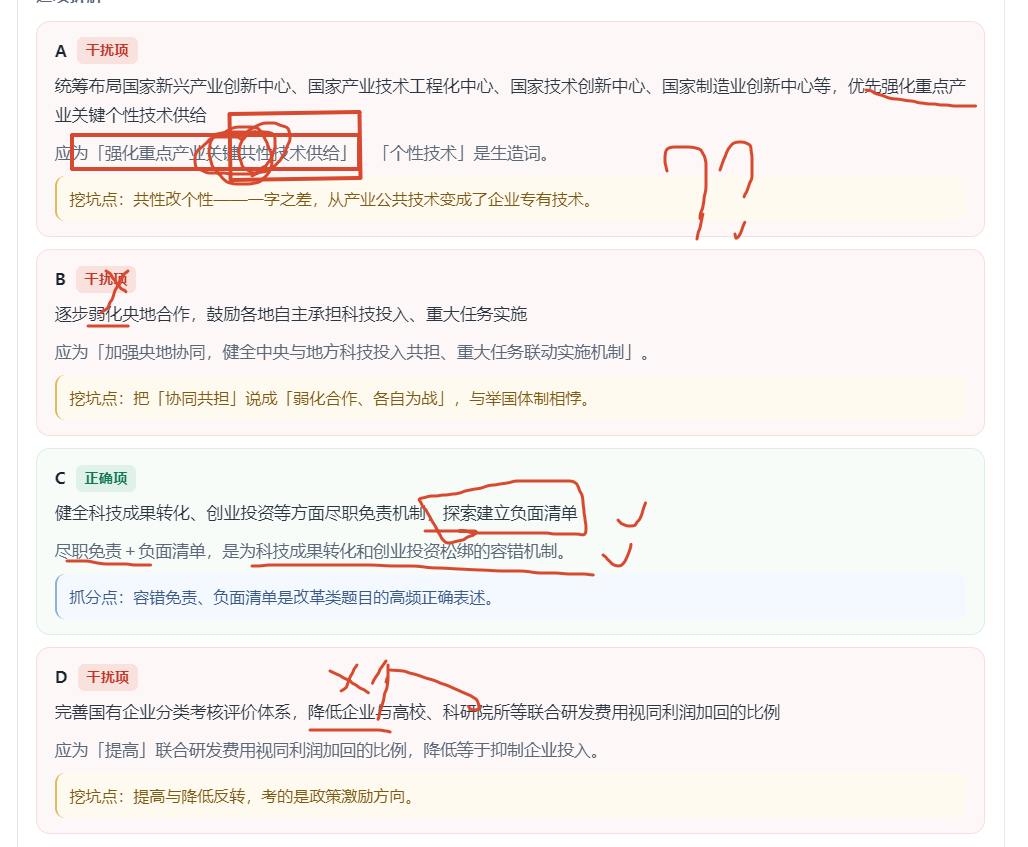 A 干扰项
统筹布局国家新兴产业创新中心、国家产业技术工程化中心、国家技术创新中心、国家制造业创新中心等，优先强化重点产
业关键个性技术供给
应为「强化重点产业关键共性技术供给」 「个性技术」是生造词。
挖坑点：共性改个性——一字之差，从产业公共技术变成了企业专有技术。
??
B 干扰项
逐步弱化央地合作，鼓励各地自主承担科技投入、重大任务实施
应为「加强央地协同，健全中央与地方科技投入共担、重大任务联动实施机制」。
挖坑点：把「协同共担」说成「弱化合作、各自为战」，与举国体制相悖。
C 正确项
健全科技成果转化、创业投资等方面尽职免责机制，探索建立负面清单
尽职免责＋负面清单，是为科技成果转化和创业投资松绑的容错机制。
抓分点：容错免责、负面清单是改革类题目的高频正确表述。
D 干扰项
完善国有企业分类考核评价体系，降低企业与高校、科研院所等联合研发费用视同利润加回的比例
应为「提高」联合研发费用视同利润加回的比例，降低等于抑制企业投入。
挖坑点：提高与降低反转，考的是政策激励方向。